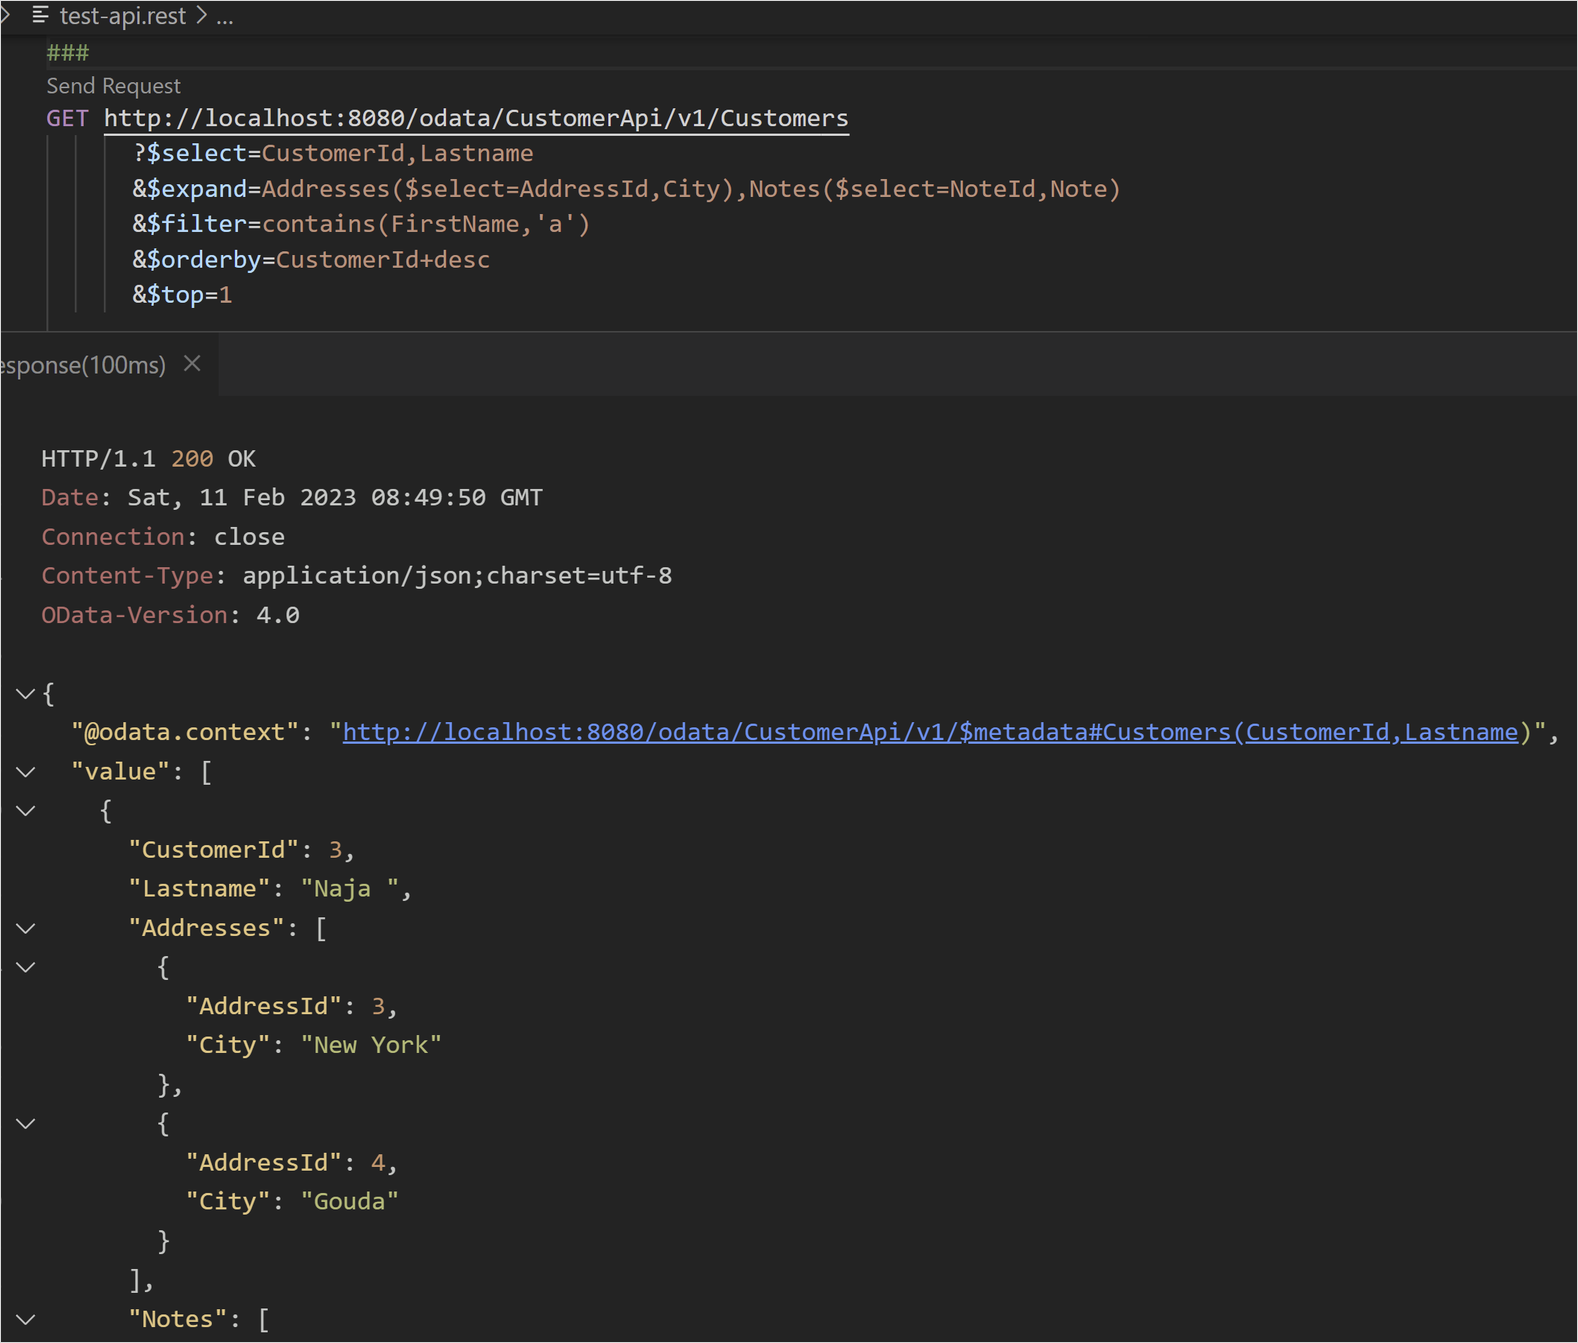 test-api.rest > ...
###
Send Request
GET http://localhost:8080/odata/CustomerApi/v1/Customers
?$select=CustomerId,Lastname
&$expand=Addresses($select=AddressId,City),Notes($select=NoteId,Note)
&$filter=contains(FirstName,'a')
&$orderby=CustomerId+desc
&$top=1
esponse(100ms)
HTTP/1.1 200 OK
Date: Sat, 11 Feb 2023 08:49:50 GMT
Connection: close
Content-Type: application/json;charset=utf-8
OData-Version: 4.0
{
"@odata.context": "http://localhost:8080/odata/CustomerApi/v1/$metadata#Customers(CustomerId,Lastname)",
"value": [
{
"CustomerId": 3,
"Lastname": "Naja ",
"Addresses": [
{
"AddressId": 3,
"City": "New York"
},
{
"AddressId": 4,
"City": "Gouda"
}
],
"Notes": [